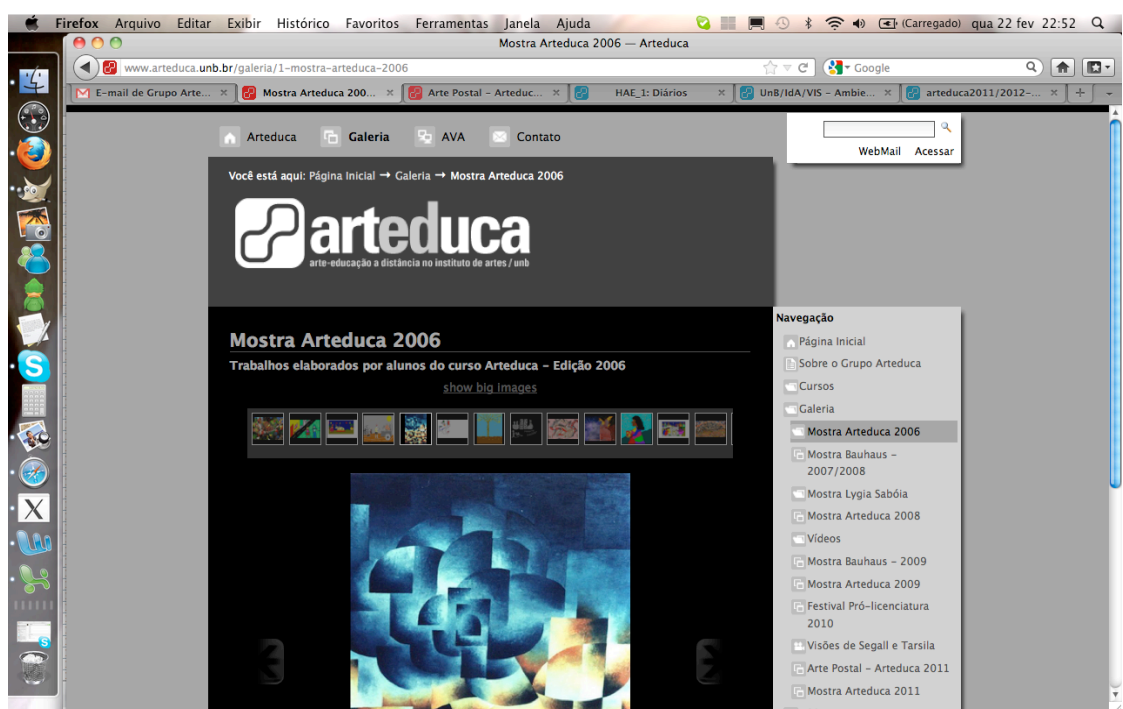 Firefox Arquivo Editar Exibir Histórico Favoritos Ferramentas Janela Ajuda (Carregado) qua 22 fev 22:52
Mostra Arteduca 2006 — Arteduca
www.arteduca.unb.br/galeria/1-mostra-arteduca-2006
Google
E-mail de Grupo Arte...
Mostra Arteduca 200...
Arte Postal – Arteduc...
HAE_1: Diários
UnB/IdA/VIS – Ambie...
arteduca2011/2012-...
Arteduca Galeria AVA Contato
WebMail Acessar
Você está aqui: Página Inicial → Galeria → Mostra Arteduca 2006
arteduca
arte-educação a distância no instituto de artes / unb
Mostra Arteduca 2006
Trabalhos elaborados por alunos do curso Arteduca – Edição 2006
show big images
Navegação
Página Inicial
Sobre o Grupo Arteduca
Cursos
Galeria
Mostra Arteduca 2006
Mostra Bauhaus –
2007/2008
Mostra Lygia Sabóia
Mostra Arteduca 2008
Vídeos
Mostra Bauhaus – 2009
Mostra Arteduca 2009
Festival Pró-licenciatura
2010
Visões de Segall e Tarsila
Arte Postal – Arteduca 2011
Mostra Arteduca 2011